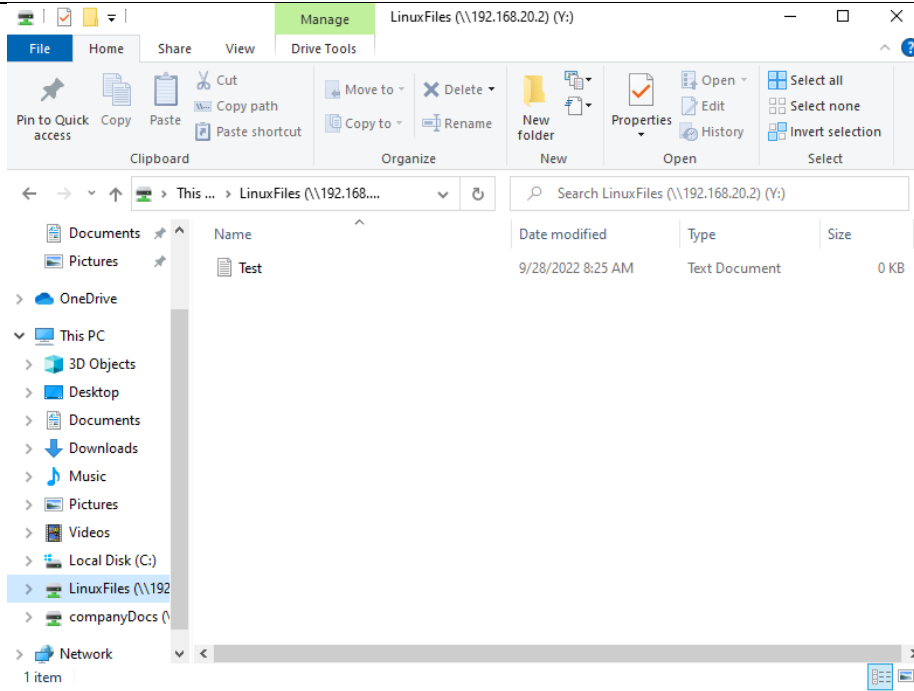 Manage LinuxFiles (\\192.168.20.2) (Y:)
File Home Share View Drive Tools
Pin to Quick access
Copy
Paste
Cut
Copy path
Paste shortcut
Clipboard
Move to
Copy to
Delete
Rename
Organize
New folder
New
Properties
Open
Edit
History
Open
Select all
Select none
Invert selection
Select
This ... > LinuxFiles (\\192.168....
Search LinuxFiles (\\192.168.20.2) (Y:)
Documents
Pictures
OneDrive
This PC
3D Objects
Desktop
Documents
Downloads
Music
Pictures
Videos
Local Disk (C:)
LinuxFiles (\\192
companyDocs (\
Network
Name Date modified Type Size
Test 9/28/2022 8:25 AM Text Document 0 KB
1 item